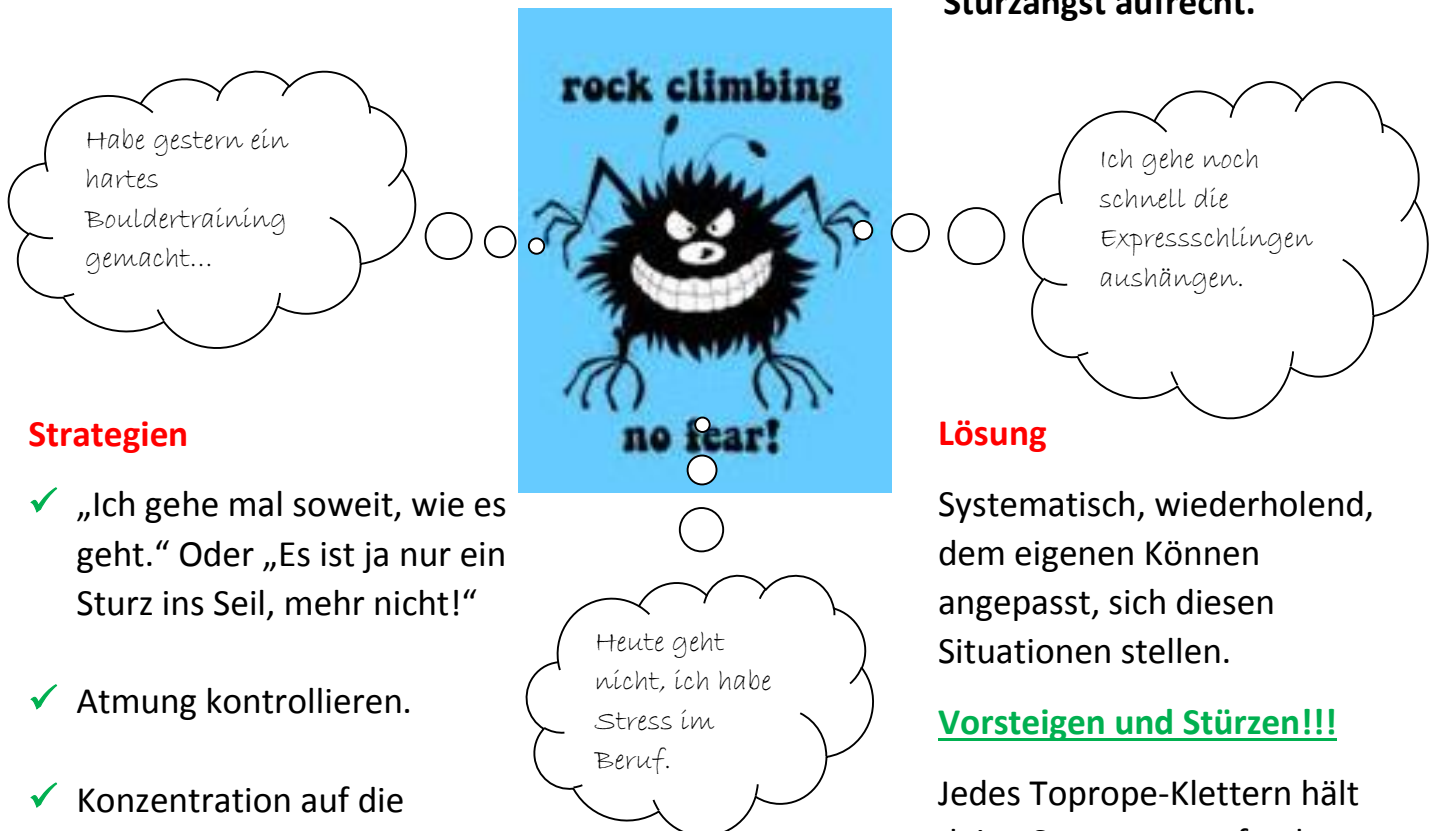 Sturzangst aufrecht.
rock climbing
Habe gestern ein
hartes
Bouldertraining
gemacht...
Ich gehe noch
schnell die
Expressschlingen
aushängen.
no fear!
Strategien
✓ „Ich gehe mal soweit, wie es
geht.“ Oder „Es ist ja nur ein
Sturz ins Seil, mehr nicht!“
✓ Atmung kontrollieren.
✓ Konzentration auf die
Heute geht
nicht, ich habe
Stress im
Beruf.
Lösung
Systematisch, wiederholend,
dem eigenen Können
angepasst, sich diesen
Situationen stellen.
Vorsteigen und Stürzen!!!
Jedes Toprope-Klettern hält